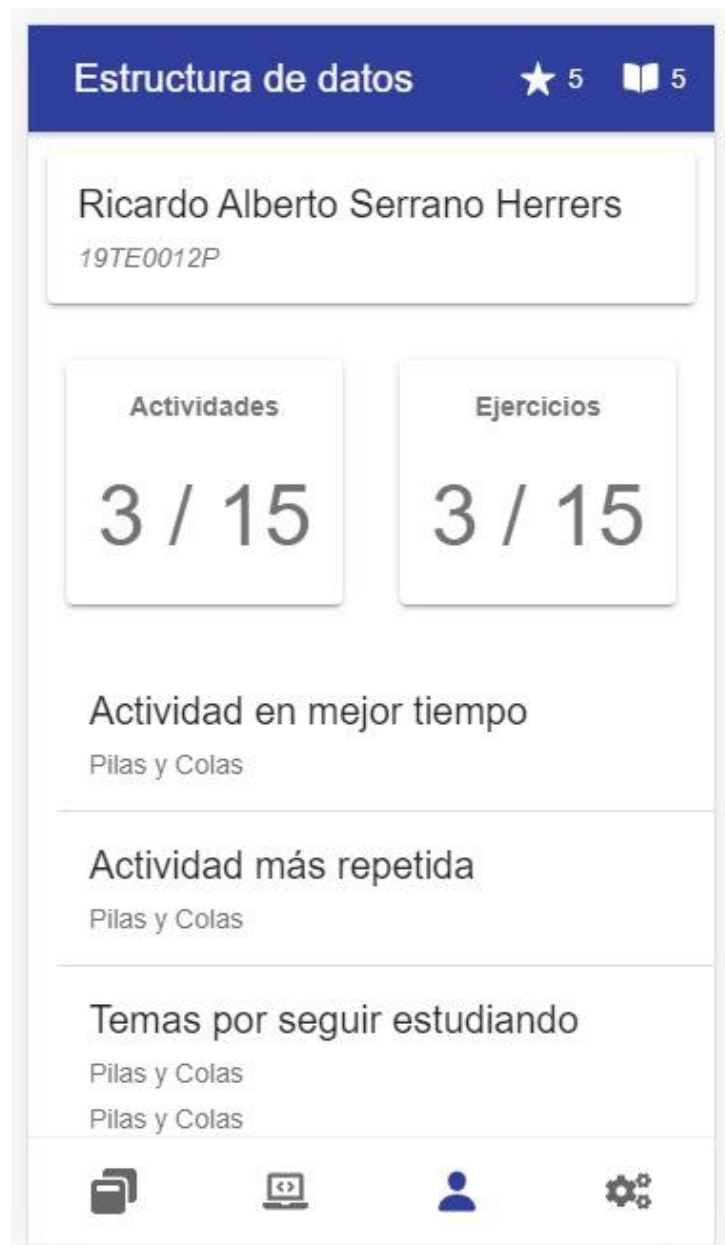 Estructura de datos 5 5
Ricardo Alberto Serrano Herrers
19TE0012P
Actividades Ejercicios
3 / 15 3 / 15
Actividad en mejor tiempo
Pilas y Colas
Actividad más repetida
Pilas y Colas
Temas por seguir estudiando
Pilas y Colas
Pilas y Colas